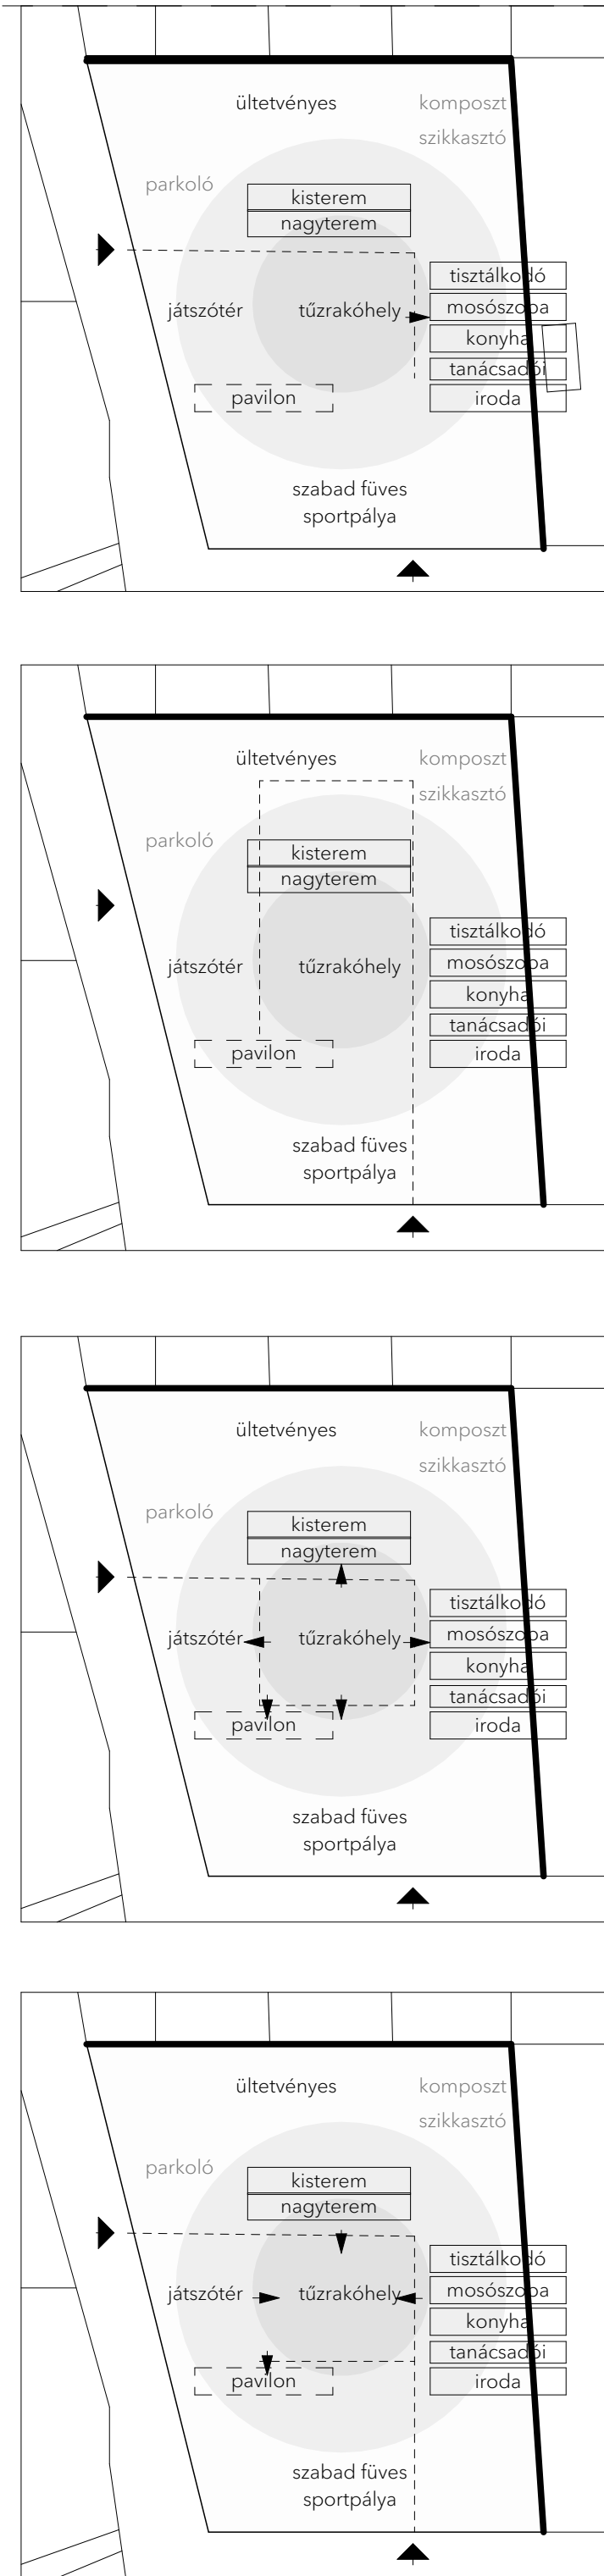 ültetvényes komposzt
szikkasztó
parkoló
kisterem
nagyterem
tisztálkodó
játszótér tűzrakóhely mosószoba
konyha
tanácsadói
pavilon iroda
szabad füves
sportpálya
ültetvényes komposzt
szikkasztó
parkoló
kisterem
nagyterem
tisztálkodó
játszótér tűzrakóhely mosószoba
konyha
tanácsadói
pavilon iroda
szabad füves
sportpálya
ültetvényes komposzt
szikkasztó
parkoló
kisterem
nagyterem
tisztálkodó
játszótér tűzrakóhely mosószoba
konyha
tanácsadói
pavilon iroda
szabad füves
sportpálya
ültetvényes komposzt
szikkasztó
parkoló
kisterem
nagyterem
tisztálkodó
játszótér tűzrakóhely mosószoba
konyha
tanácsadói
pavilon iroda
szabad füves
sportpálya